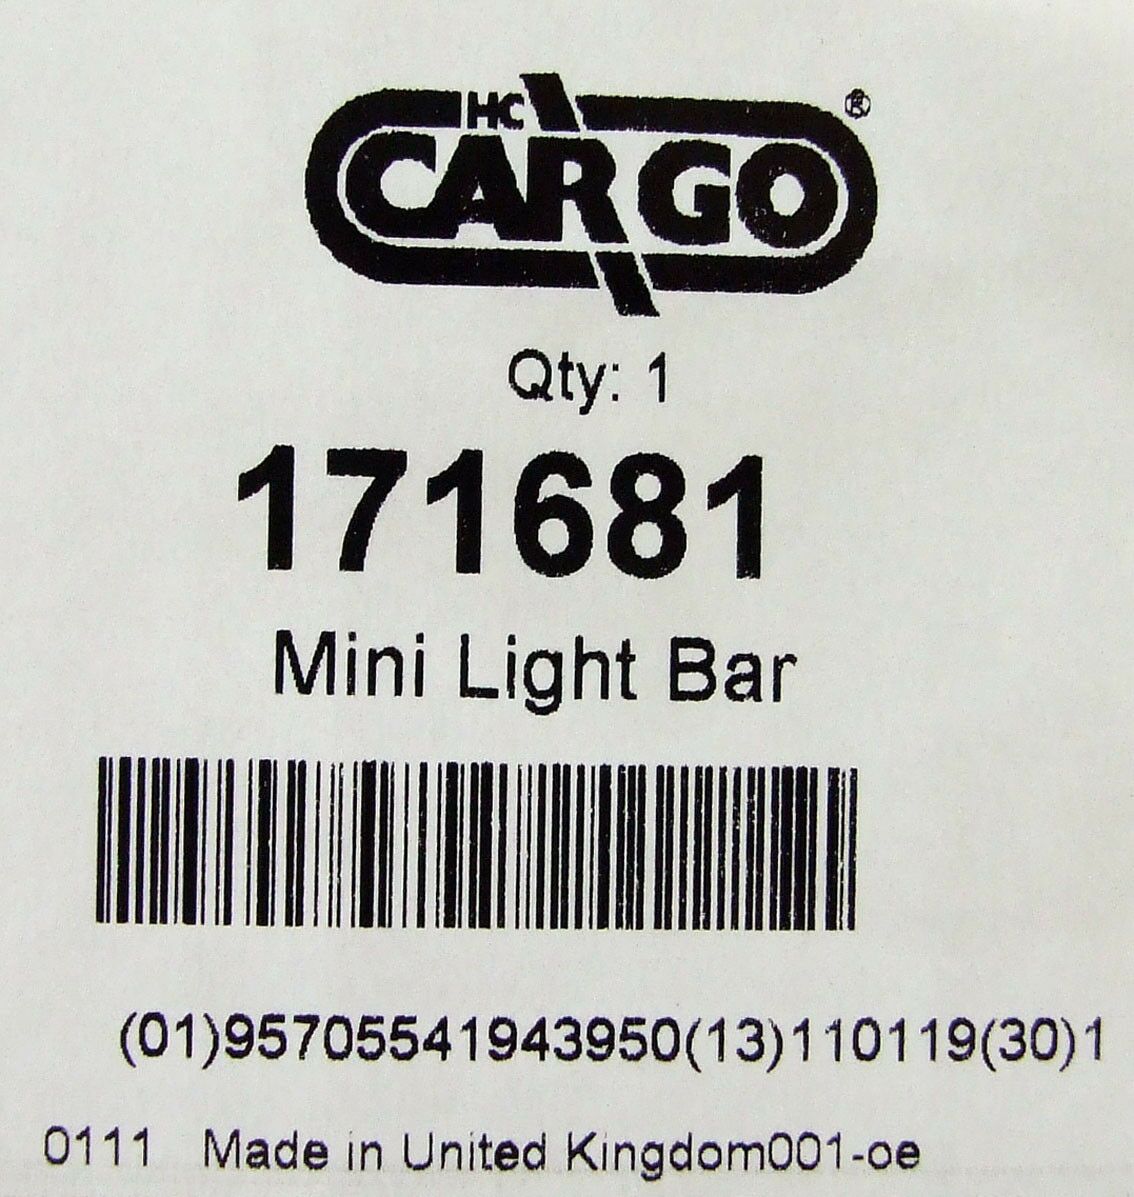 HC
CARGO®
Qty: 1
171681
Mini Light Bar
(01)95705541943950(13)110119(30)1
0111 Made in United Kingdom001-oe